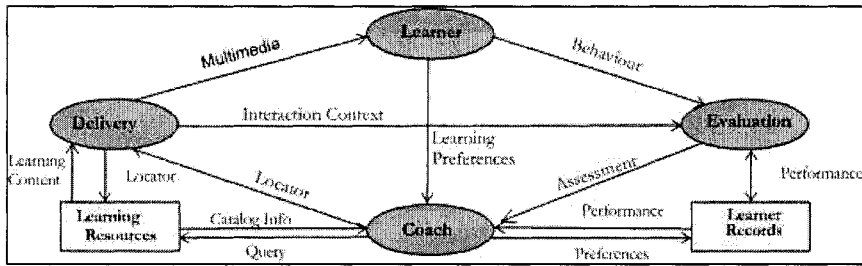 Learner
Multimedia
Behaviour
Delivery
Interaction Context
Evaluation
Learning
Preferences
Learning
Content
Locator
Locator
Assessment
Performance
Learning
Resources
Catalog Info
Query
Coach
Performance
Preferences
Learner
Records